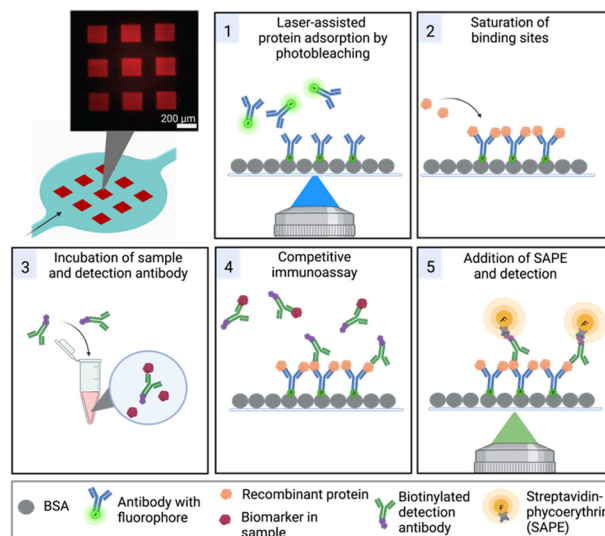 200 µm
1
Laser-assisted
protein adsorption by
photobleaching
2
Saturation of
binding sites
3
Incubation of sample
and detection antibody
4
Competitive
immunoassay
5
Addition of SAPE
and detection
F
F
BSA
Antibody with
fluorophore
Recombinant protein
Biomarker in
sample
Biotinylated
detection
antibody
F
Streptavidin-
phycoerythrin
(SAPE)